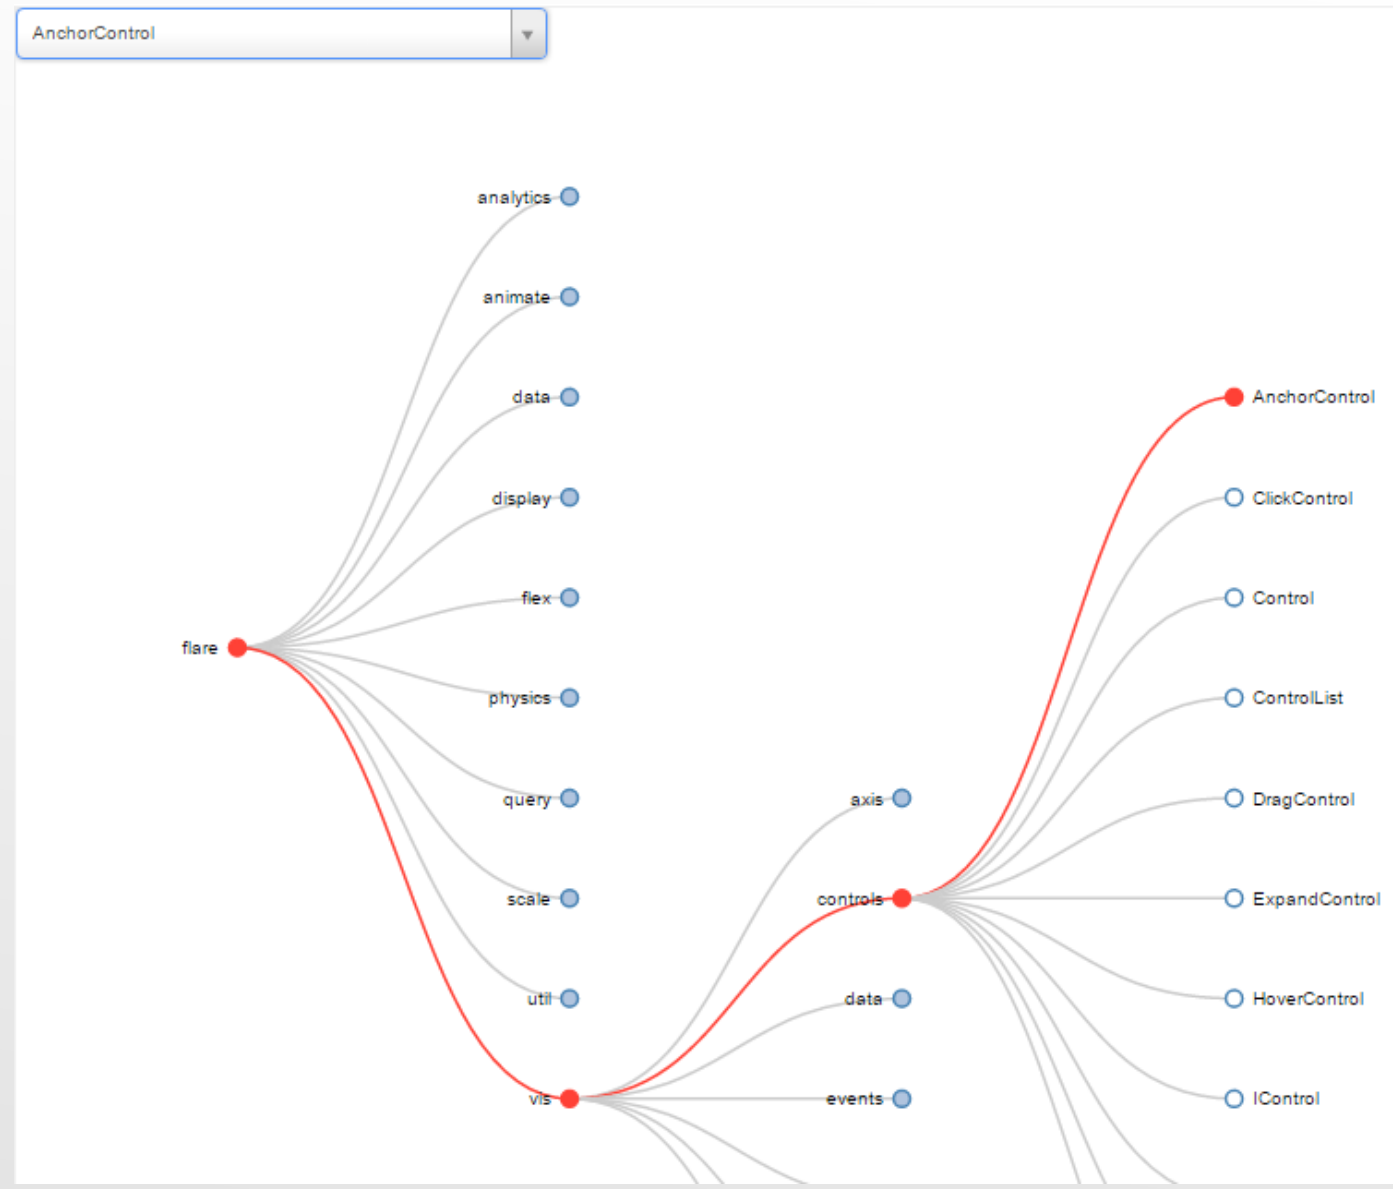 AnchorControl
analytics
animate
data
AnchorControl
display
ClickControl
flex
Control
flare
physics
ControlList
query
axis
DragControl
scale
controls
ExpandControl
util
data
HoverControl
vis
events
IControl